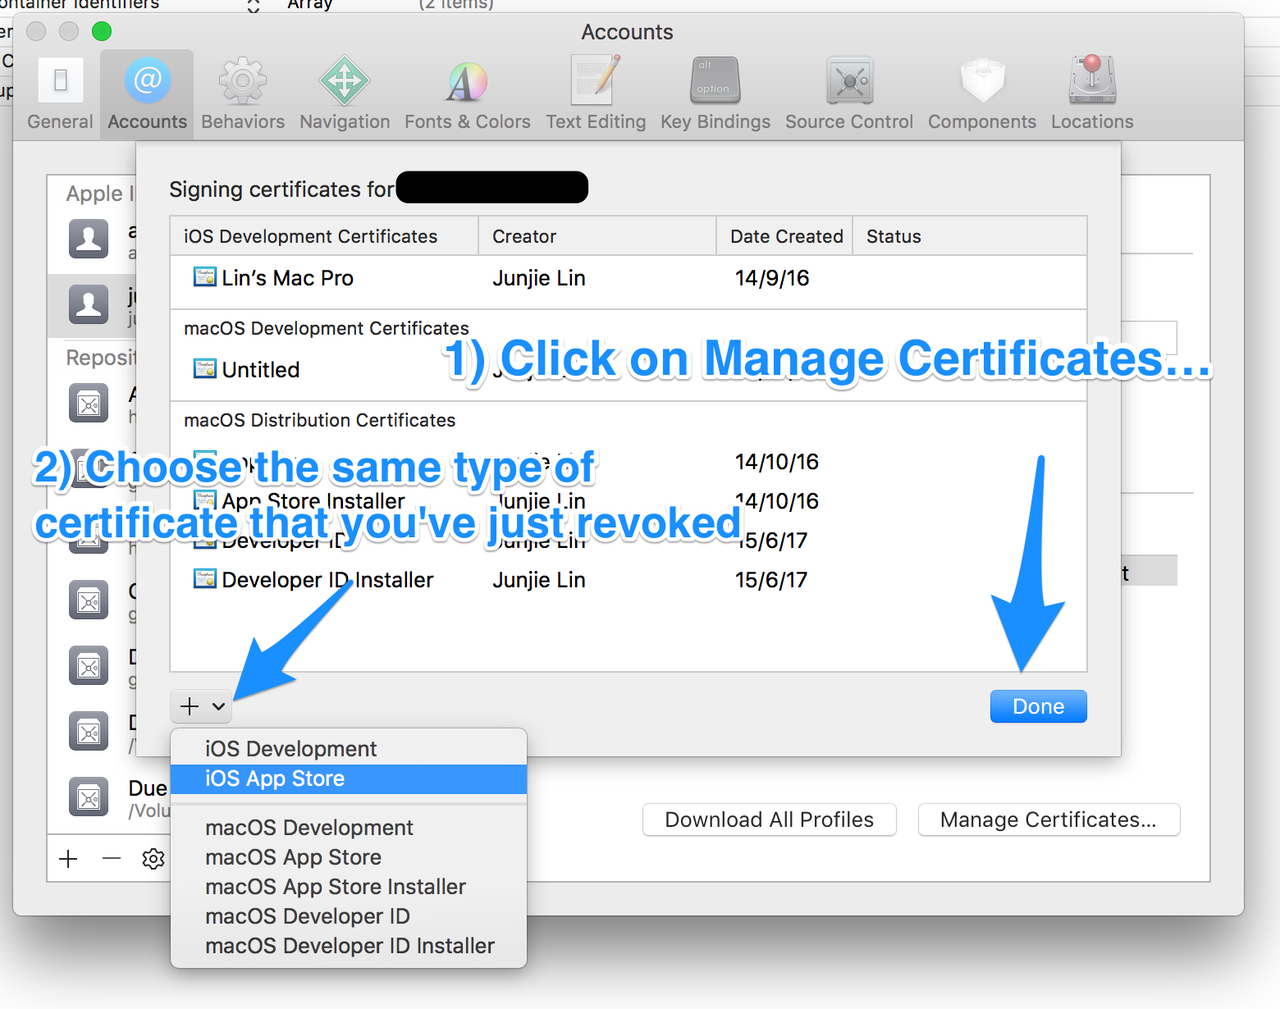 ontainer Identifiers Array (2 items)
Accounts
General Accounts Behaviors Navigation Fonts & Colors Text Editing Key Bindings Source Control Components Locations
alt
option
Apple I
Signing certificates for
iOS Development Certificates Creator Date Created Status
Lin’s Mac Pro Junjie Lin 14/9/16
macOS Development Certificates
Reposit
1) Click on Manage Certificates...
Untitled
macOS Distribution Certificates
14/10/16
2) Choose the same type of
certificate that you've just revoked
App Store Installer Junjie Lin 14/10/16
Developer ID Junjie Lin 15/6/17
Developer ID Installer Junjie Lin 15/6/17
Done
iOS Development
iOS App Store
macOS Development
macOS App Store
macOS App Store Installer
macOS Developer ID
macOS Developer ID Installer
Due
/Volu
Download All Profiles Manage Certificates...